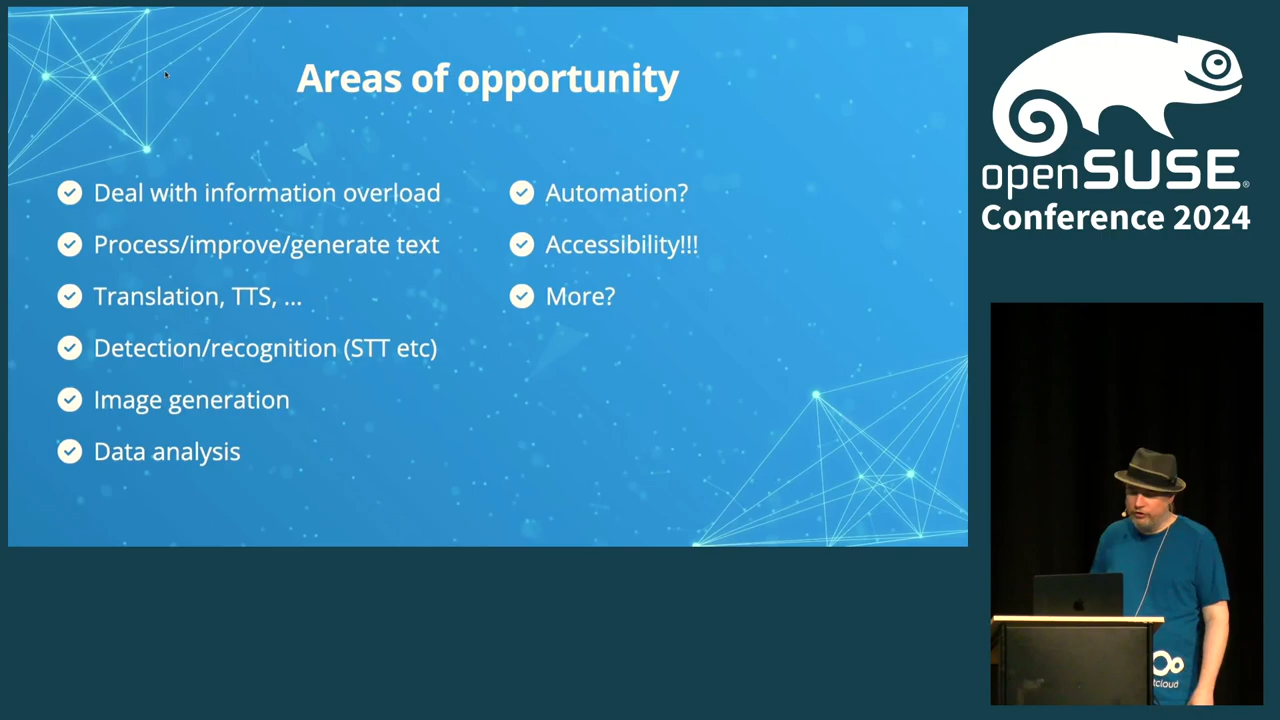 Areas of opportunity
Deal with information overload
Process/improve/generate text
Translation, TTS, ...
Detection/recognition (STT etc)
Image generation
Data analysis
Automation?
Accessibility!!!
More?
openSUSE®
Conference 2024
tcloud